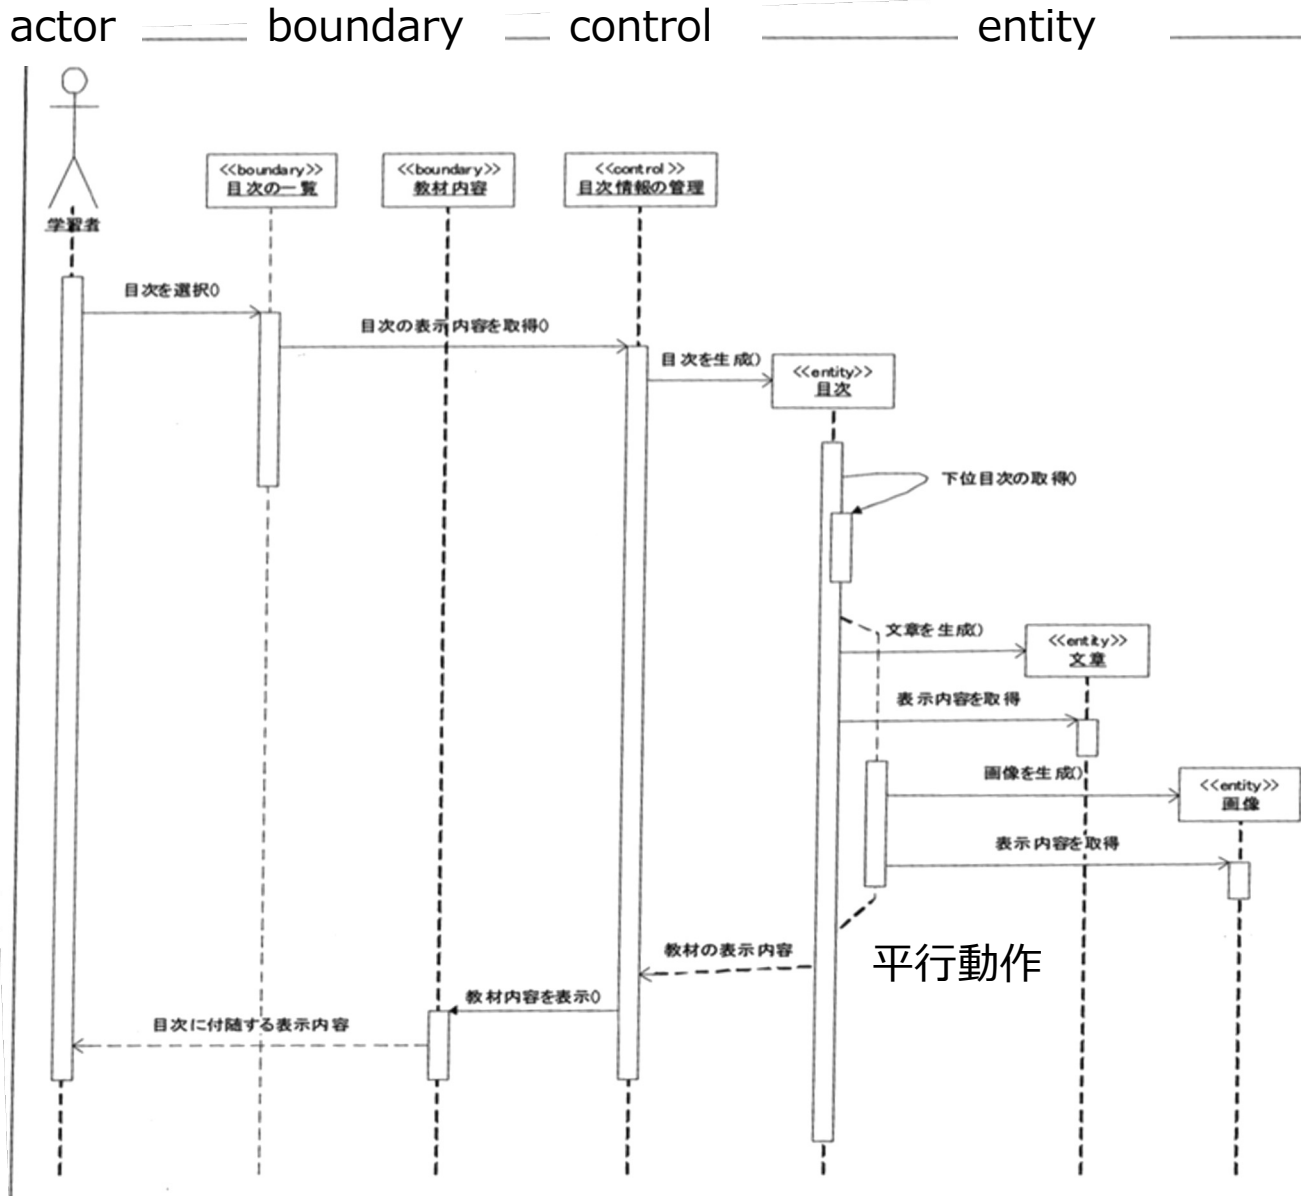 actor boundary control entity
<<boundary>> <<boundary>> <<control>>
目次の一覧 教材内容 目次情報の管理
学習者
目次を選択()
目次の表示内容を取得()
目次を生成()
<<entity>>
目次
下位目次の取得()
文章を生成()
<<entity>>
文章
表示内容を取得
画像を生成()
<<entity>>
画像
表示内容を取得
教材の表示内容
平行動作
教材内容を表示()
目次に付随する表示内容